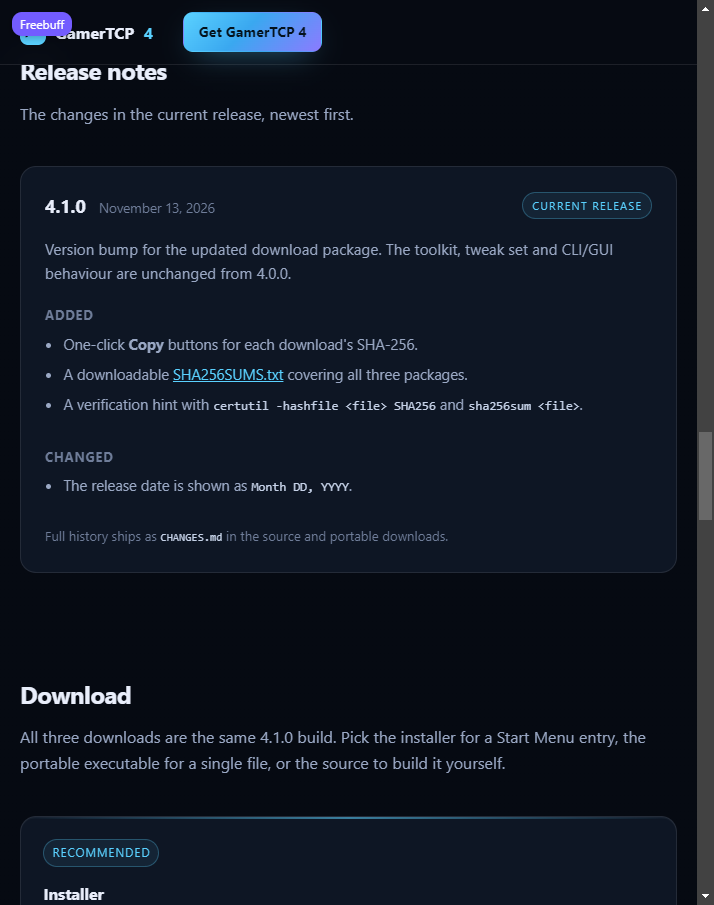 Freebuff
GamerTCP 4
Get GamerTCP 4
Release notes
The changes in the current release, newest first.
4.1.0 November 13, 2026
CURRENT RELEASE
Version bump for the updated download package. The toolkit, tweak set and CLI/GUI
behaviour are unchanged from 4.0.0.
ADDED
• One-click Copy buttons for each download's SHA-256.
• A downloadable SHA256SUMS.txt covering all three packages.
• A verification hint with certutil -hashfile <file> SHA256 and sha256sum <file>.
CHANGED
• The release date is shown as Month DD, YYYY.
Full history ships as CHANGES.md in the source and portable downloads.
Download
All three downloads are the same 4.1.0 build. Pick the installer for a Start Menu entry, the
portable executable for a single file, or the source to build it yourself.
RECOMMENDED
Installer